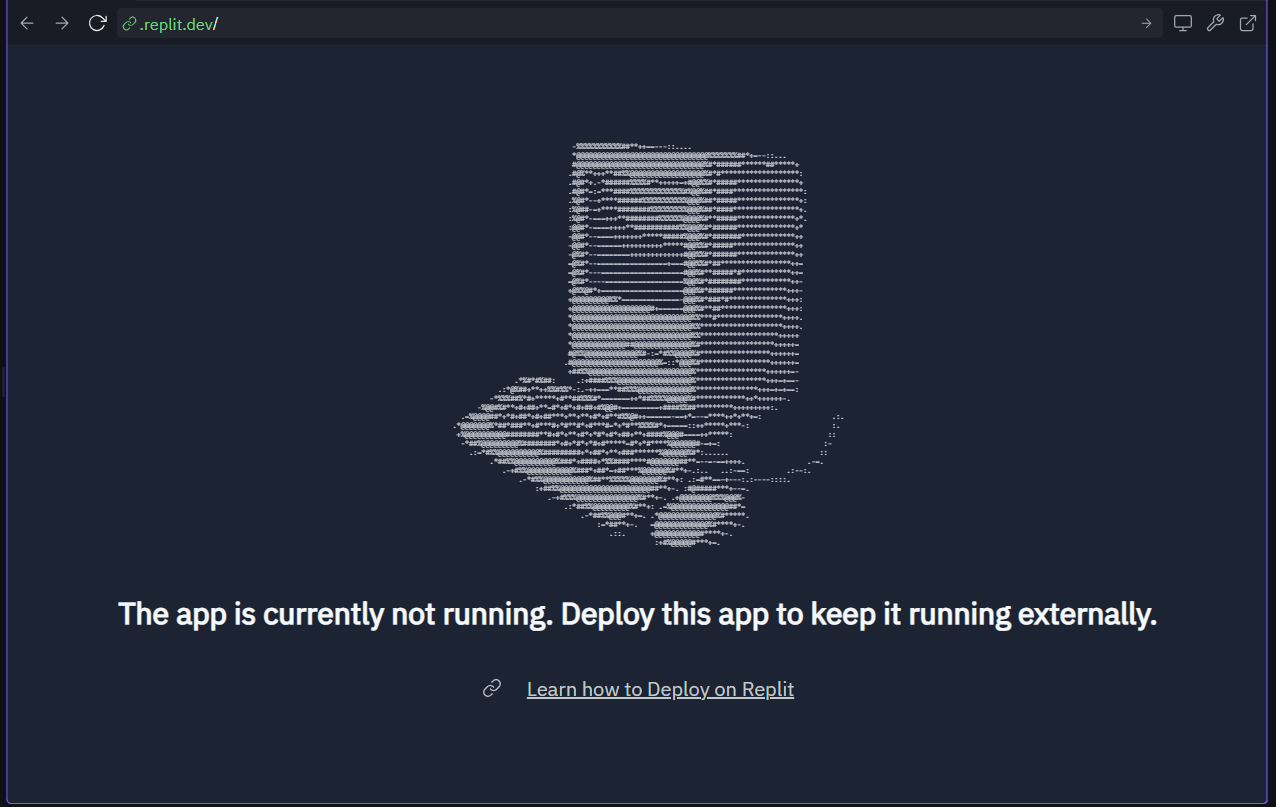 .replit.dev/
The app is currently not running. Deploy this app to keep it running externally.
Learn how to Deploy on Replit